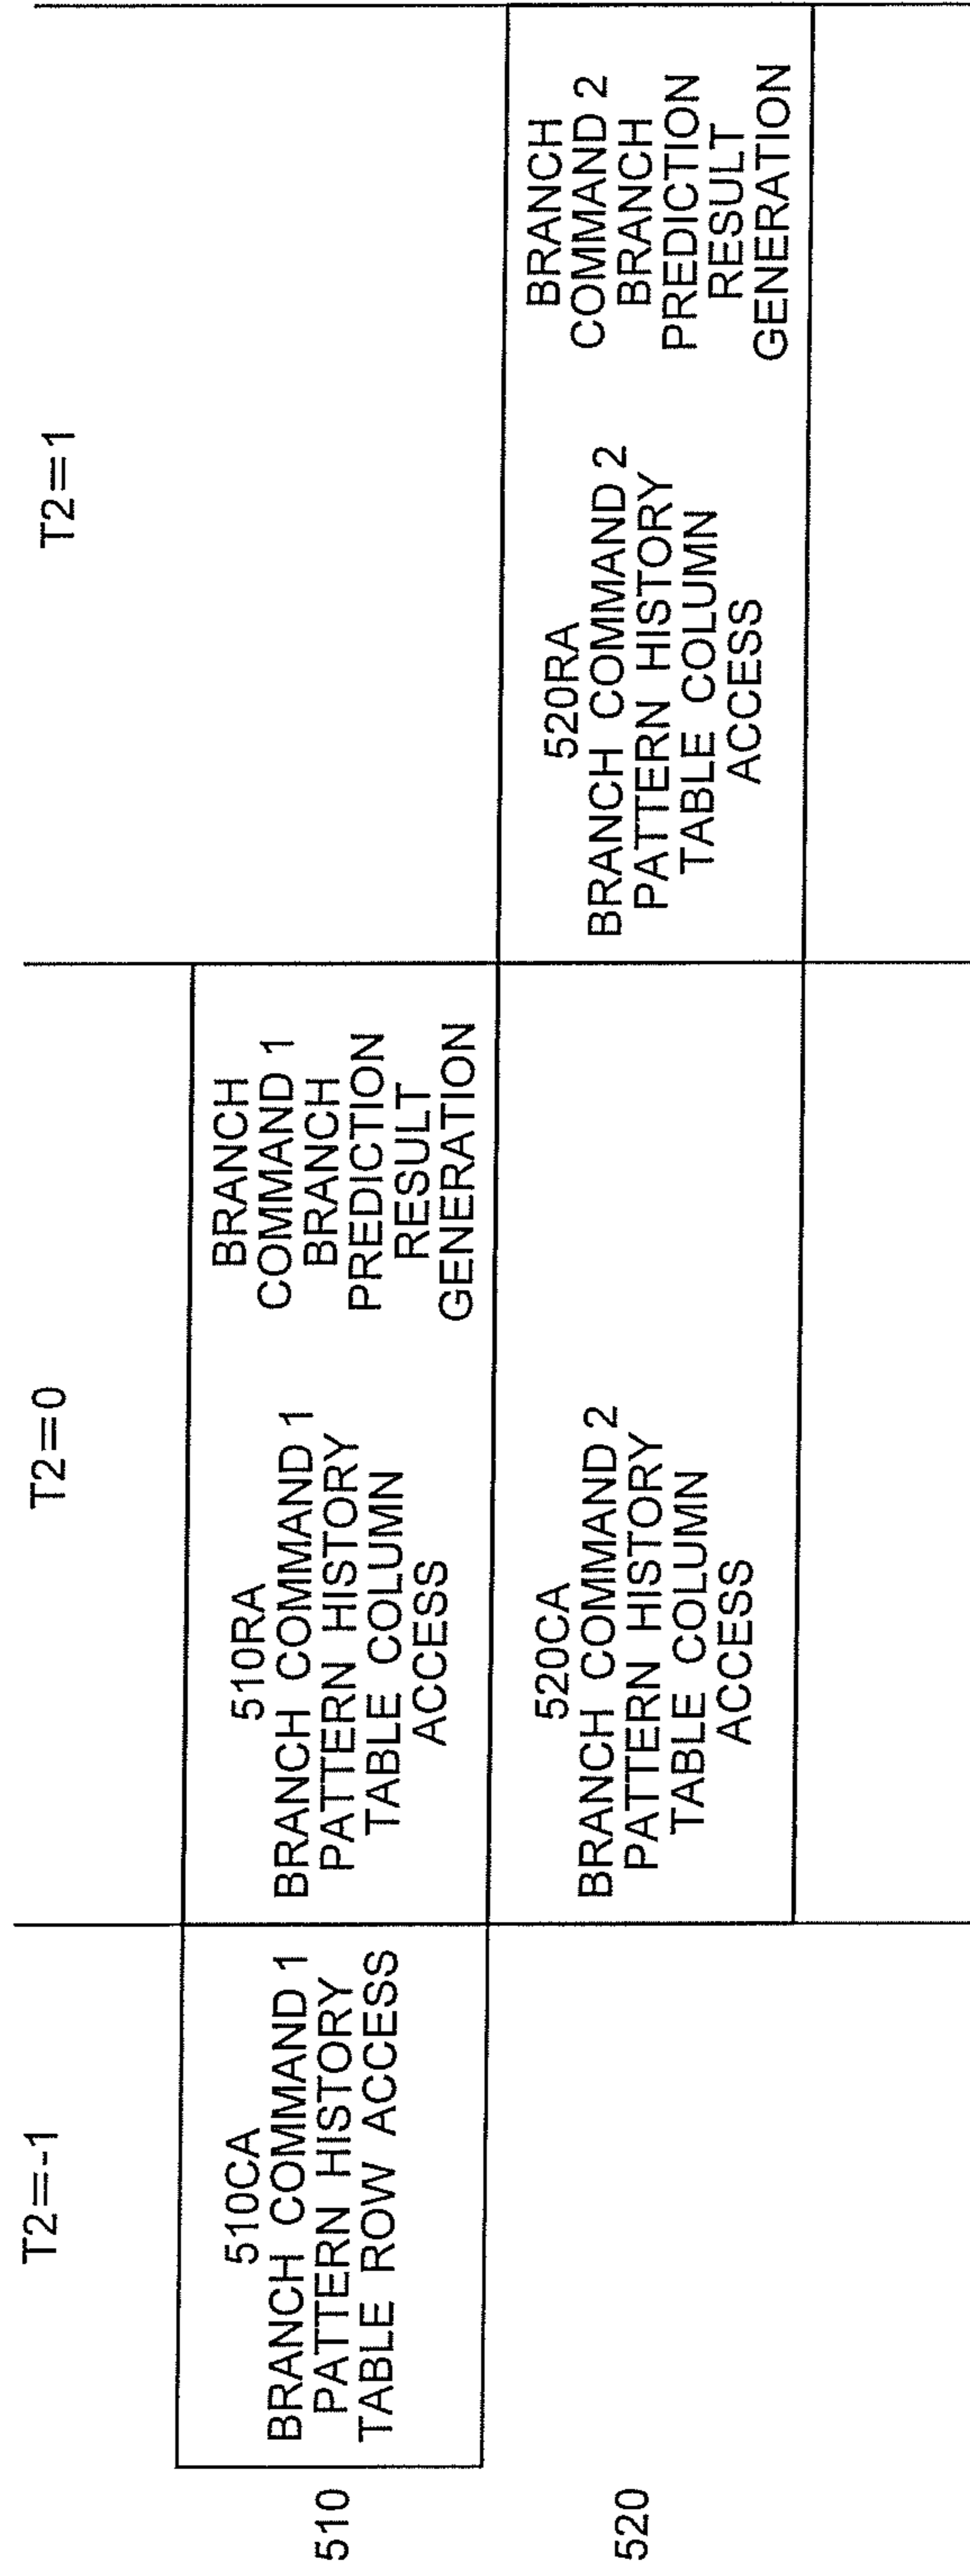 T2=-1
T2=0
T2=1
510
510CA
BRANCH COMMAND 1
PATTERN HISTORY
TABLE ROW ACCESS
510RA
BRANCH COMMAND 1
PATTERN HISTORY
TABLE COLUMN
ACCESS
BRANCH
COMMAND 1
BRANCH
PREDICTION
RESULT
GENERATION
520
520CA
BRANCH COMMAND 2
PATTERN HISTORY
TABLE COLUMN
ACCESS
520RA
BRANCH COMMAND 2
PATTERN HISTORY
TABLE COLUMN
ACCESS
BRANCH
COMMAND 2
BRANCH
PREDICTION
RESULT
GENERATION